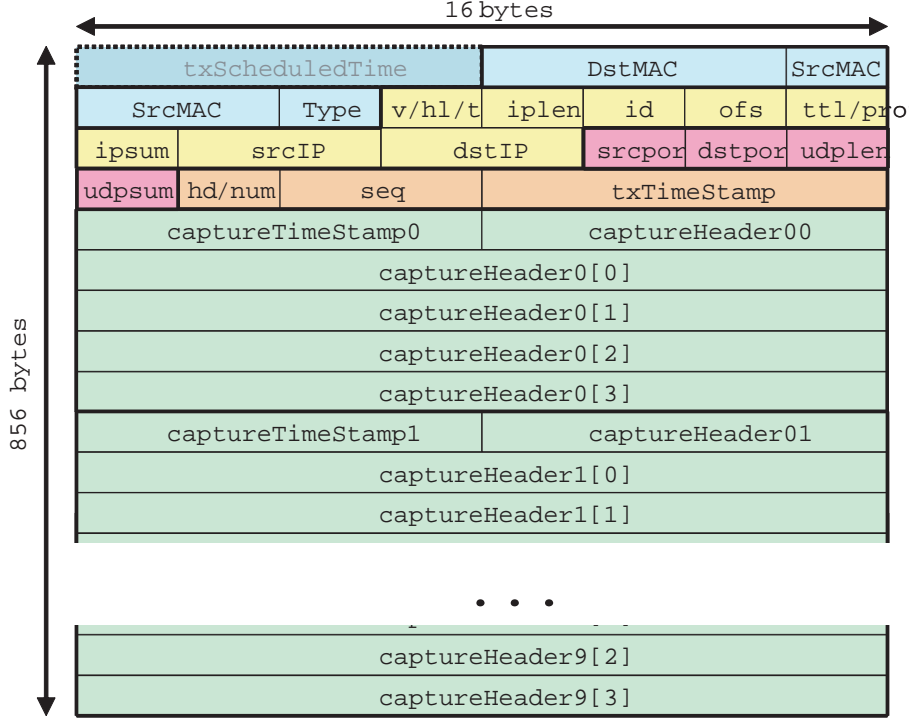 16 bytes
txScheduledTime DstMAC SrcMAC
SrcMAC Type v/hl/t iplen id ofs ttl/pro
ipsum srcIP dstIP srcpor dstpor udplen
udpsum hd/num seq txTimeStamp
captureTimeStamp0 captureHeader00
captureHeader0[0]
captureHeader0[1]
captureHeader0[2]
captureHeader0[3]
captureTimeStamp1 captureHeader01
captureHeader1[0]
captureHeader1[1]
. . .
captureHeader9[2]
captureHeader9[3]
856 bytes